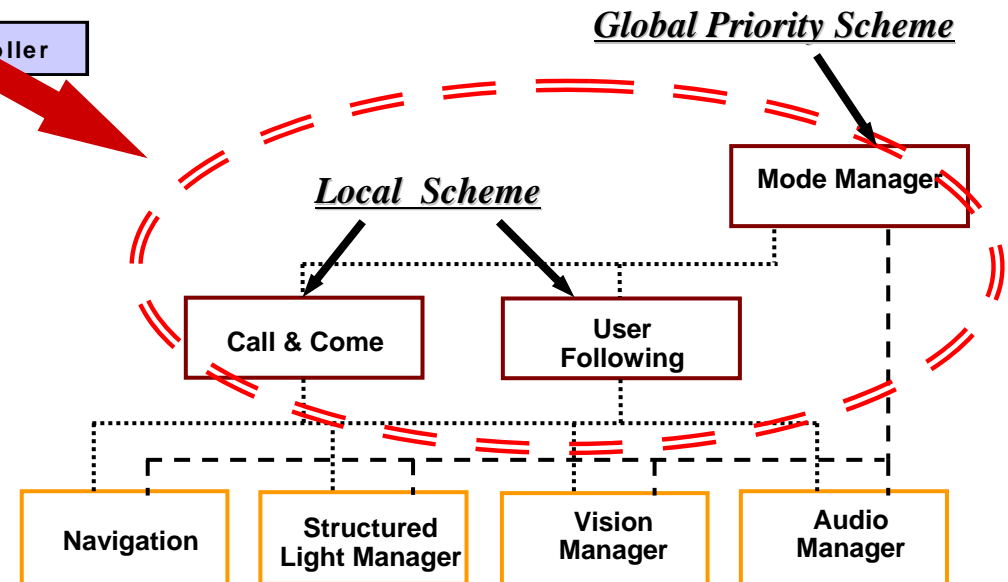 Global Priority Scheme
oller
Mode Manager
Local Scheme
Call & Come
User
Following
Navigation
Structured
Light Manager
Vision
Manager
Audio
Manager